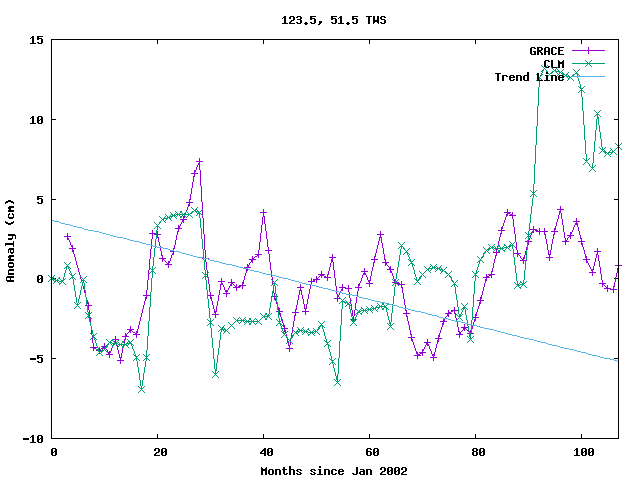 123.5, 51.5 TWS
GRACE
CLM
Trend Line
15
10
5
0
-5
-10
Anomaly (cm)
0 20 40 60 80 100
Months since Jan 2002